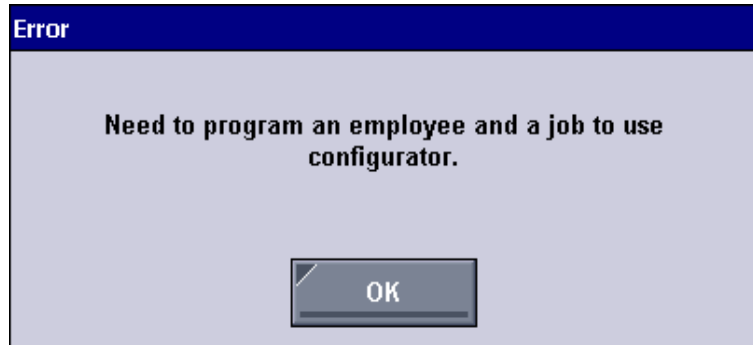 Error
Need to program an employee and a job to use
configurator.
OK